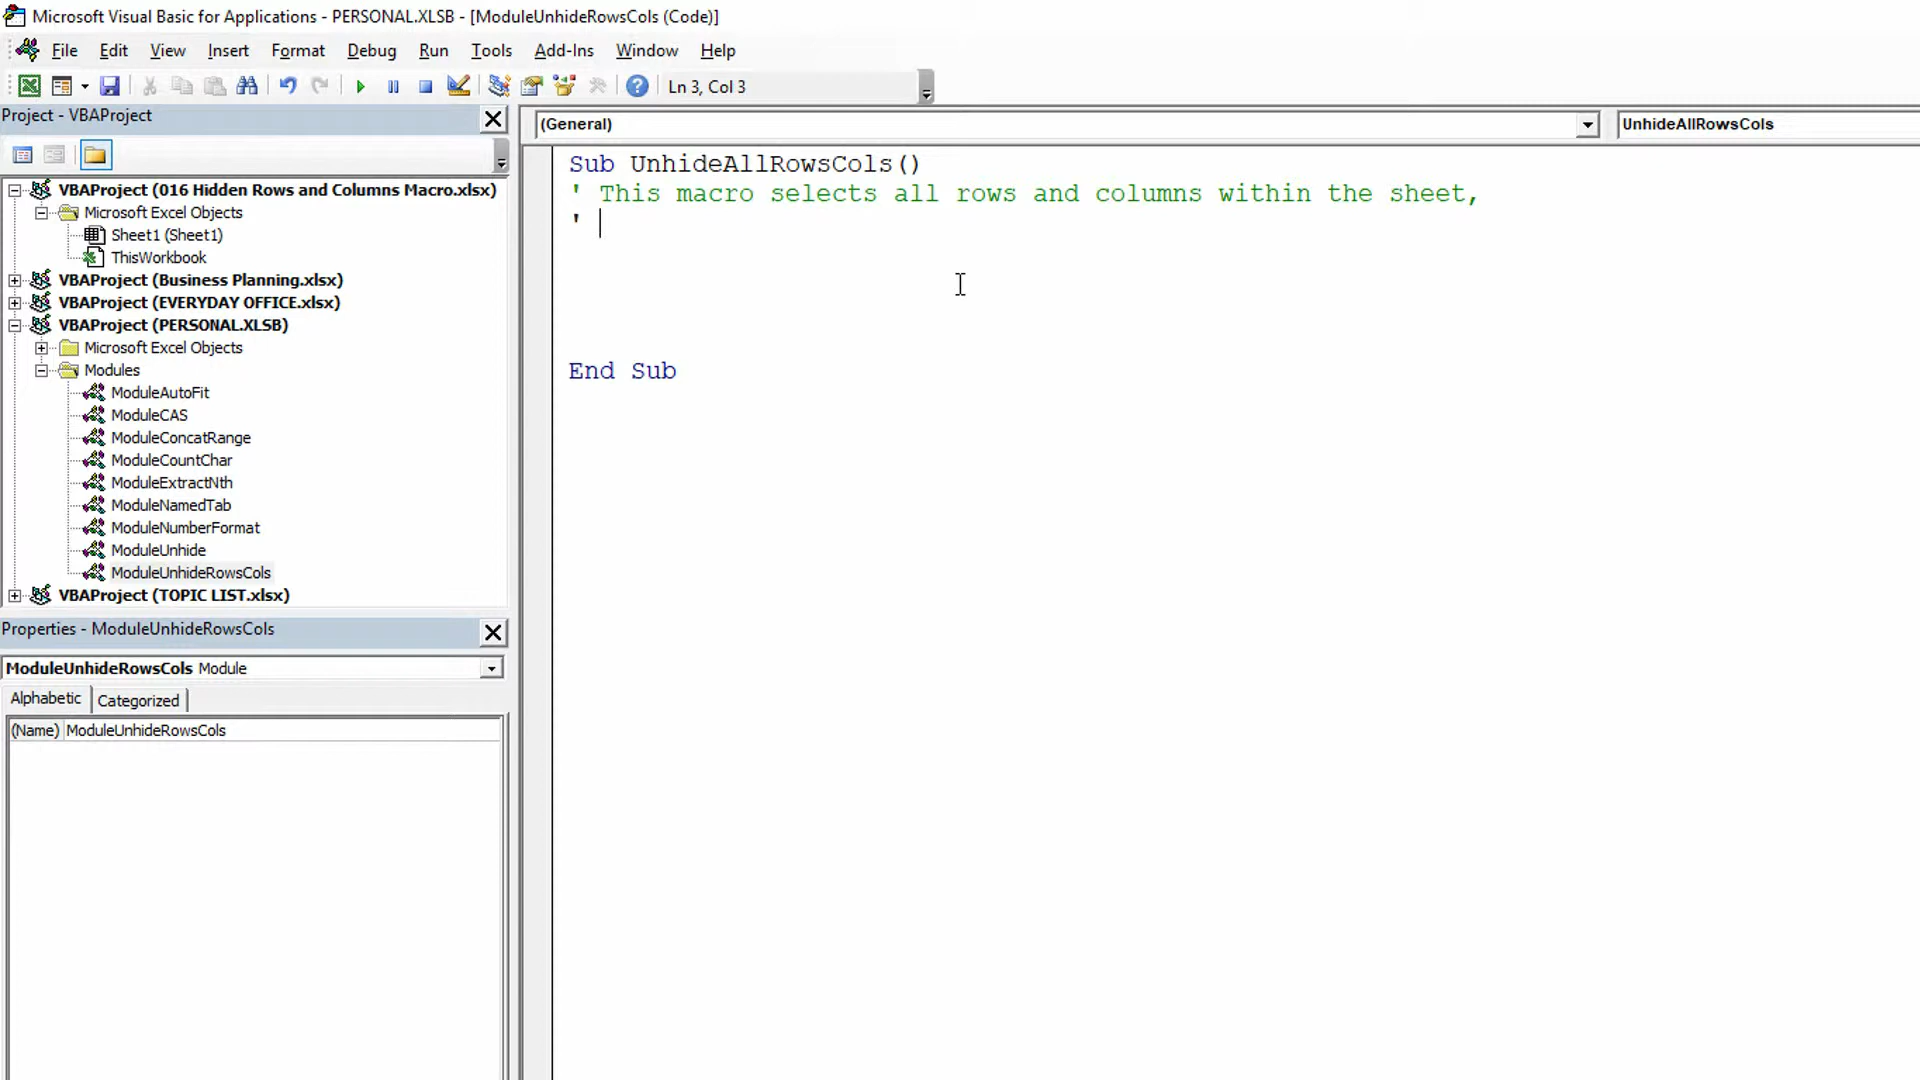 Microsoft Visual Basic for Applications - PERSONAL.XLSB - [ModuleUnhideRowsCols (Code)]
File Edit View Insert Format Debug Run Tools Add-Ins Window Help
Ln 3, Col 3
Project - VBAProject
(General)
UnhideAllRowsCols
VBAProject (016 Hidden Rows and Columns Macro.xlsx)
Microsoft Excel Objects
Sheet1 (Sheet1)
ThisWorkbook
VBAProject (Business Planning.xlsx)
VBAProject (EVERYDAY OFFICE.xlsx)
VBAProject (PERSONAL.XLSB)
Microsoft Excel Objects
Modules
ModuleAutoFit
ModuleCAS
ModuleConcatRange
ModuleCountChar
ModuleExtractNth
ModuleNamedTab
ModuleNumberFormat
ModuleUnhide
ModuleUnhideRowsCols
VBAProject (TOPIC LIST.xlsx)
Properties - ModuleUnhideRowsCols
ModuleUnhideRowsCols Module
Alphabetic Categorized
(Name) ModuleUnhideRowsCols
Sub UnhideAllRowsCols()
' This macro selects all rows and columns within the sheet,
'
End Sub